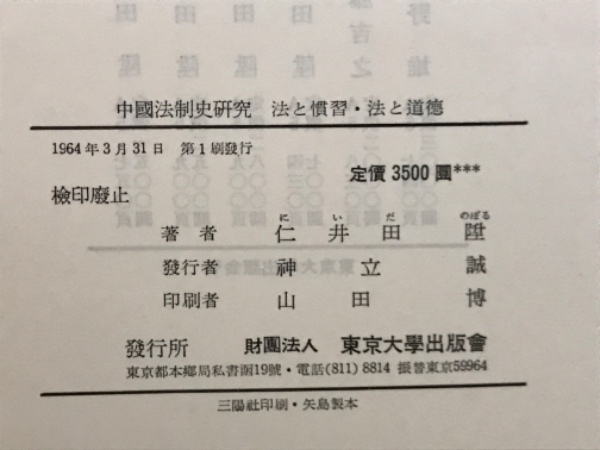 中國法制史硏究　法と慣習・法と道德
1964年3月31日　第1刷發行
定價 3500 圓***
檢印廢止
にいだ　のぼる
著者　仁井田　陞
發行者　神立　誠
印刷者　山田　博
發行所　財團法人　東京大學出版會
東京都本鄕局私書函19號・電話(811) 8814　振替東京59964
三陽社印刷・矢島製本